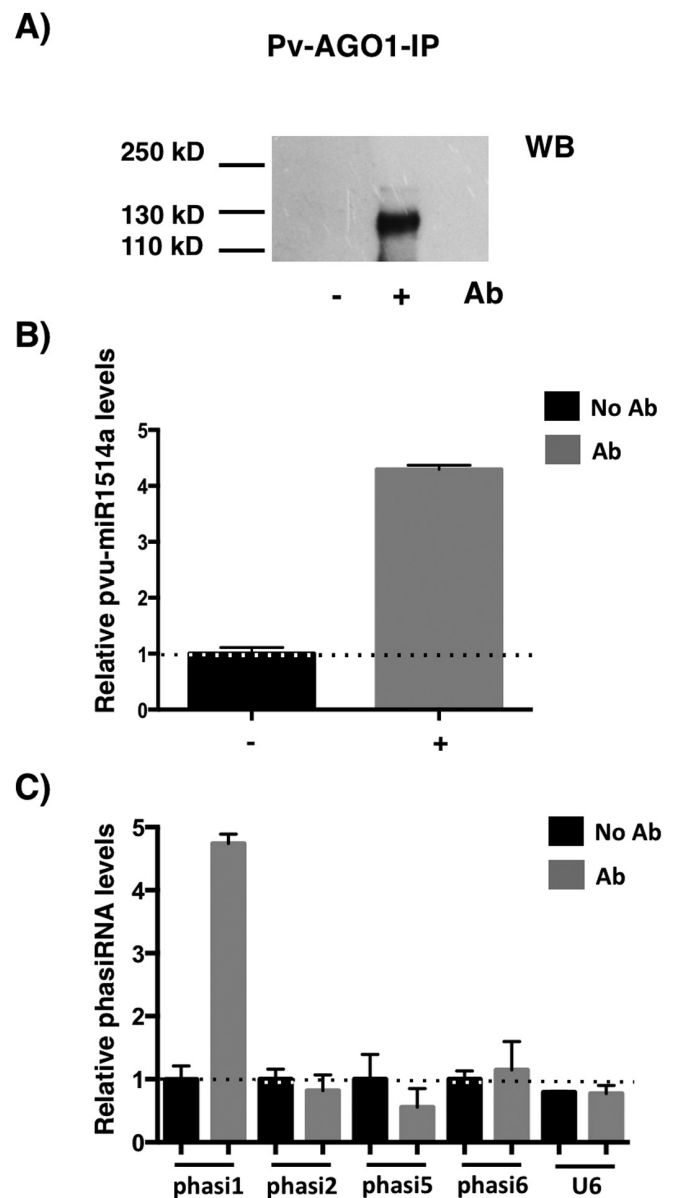 A)
Pv-AGO1-IP
250 kD
WB
130 kD
110 kD
- + Ab
B)
Relative pvu-miR1514a levels
No Ab
Ab
5
4
3
2
1
0
- +
C)
Relative phasiRNA levels
No Ab
Ab
5
4
3
2
1
0
phasi1 phasi2 phasi5 phasi6 U6